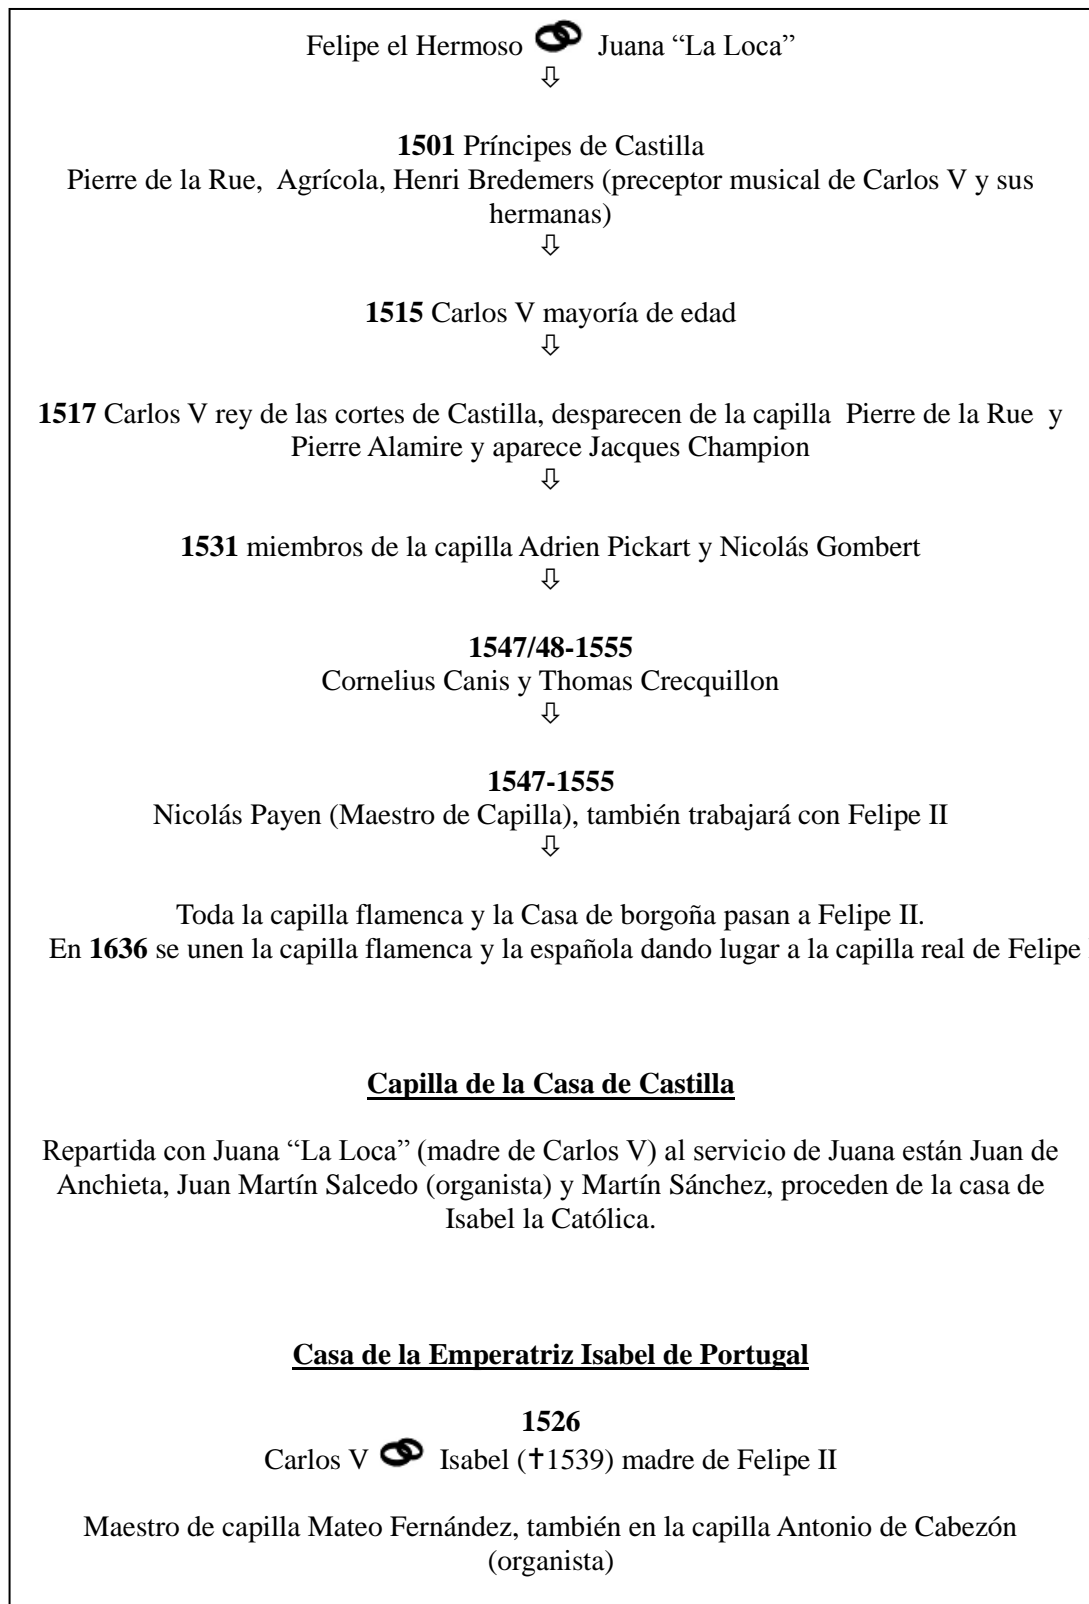 Felipe el Hermoso Juana “La Loca”
⇩
1501 Príncipes de Castilla
Pierre de la Rue, Agrícola, Henri Bredemers (preceptor musical de Carlos V y sus
hermanas)
⇩
1515 Carlos V mayoría de edad
⇩
1517 Carlos V rey de las cortes de Castilla, desparecen de la capilla Pierre de la Rue y
Pierre Alamire y aparece Jacques Champion
⇩
1531 miembros de la capilla Adrien Pickart y Nicolás Gombert
⇩
1547/48-1555
Cornelius Canis y Thomas Crecquillon
⇩
1547-1555
Nicolás Payen (Maestro de Capilla), también trabajará con Felipe II
⇩
Toda la capilla flamenca y la Casa de borgoña pasan a Felipe II.
En 1636 se unen la capilla flamenca y la española dando lugar a la capilla real de Felipe
Capilla de la Casa de Castilla
Repartida con Juana “La Loca” (madre de Carlos V) al servicio de Juana están Juan de
Anchieta, Juan Martín Salcedo (organista) y Martín Sánchez, proceden de la casa de
Isabel la Católica.
Casa de la Emperatriz Isabel de Portugal
1526
Carlos V Isabel (✝1539) madre de Felipe II
Maestro de capilla Mateo Fernández, también en la capilla Antonio de Cabezón
(organista)